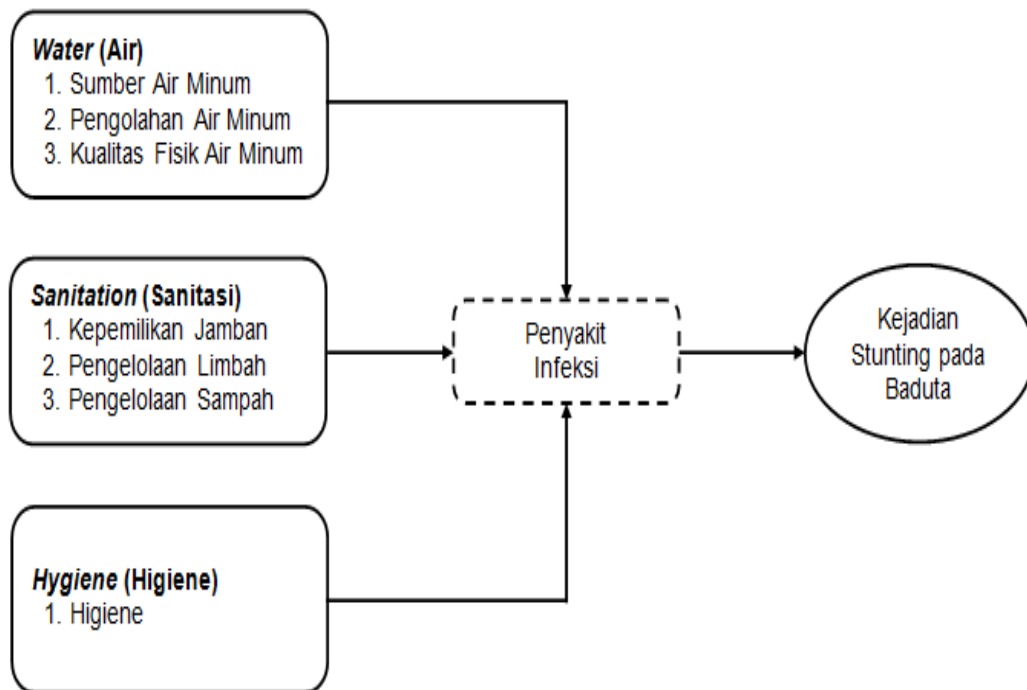 Water (Air)
1. Sumber Air Minum
2. Pengolahan Air Minum
3. Kualitas Fisik Air Minum
Sanitation (Sanitasi)
1. Kepemilikan Jamban
2. Pengelolaan Limbah
3. Pengelolaan Sampah
Hygiene (Higiene)
1. Higiene
Penyakit
Infeksi
Kejadian
Stunting pada
Baduta